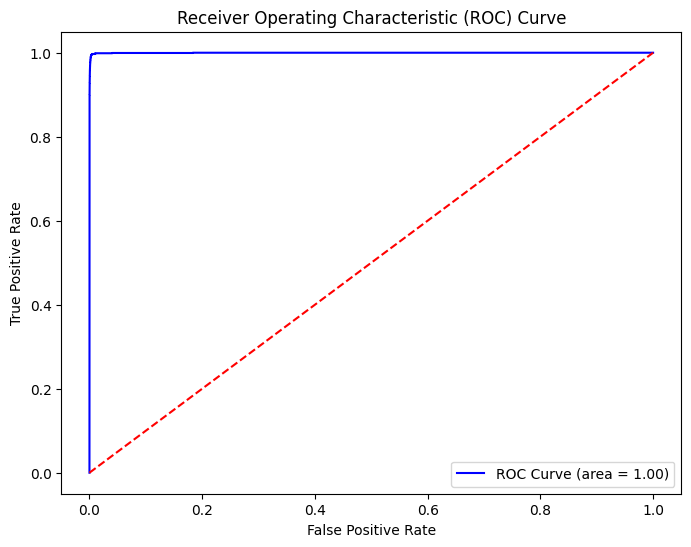 Receiver Operating Characteristic (ROC) Curve
True Positive Rate
1.0
0.8
0.6
0.4
0.2
0.0
ROC Curve (area = 1.00)
0.0 0.2 0.4 0.6 0.8 1.0
False Positive Rate